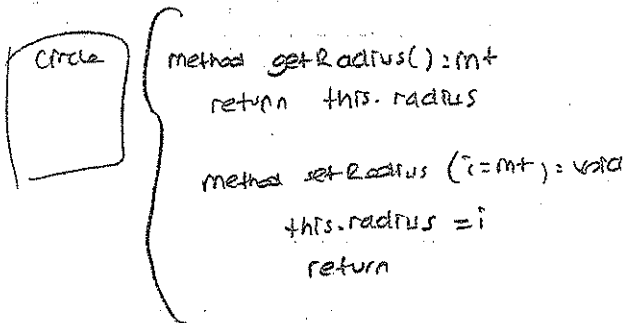 circle
method getRadius():int
return this.radius
method setRadius (i=int):void
this.radius = i
return